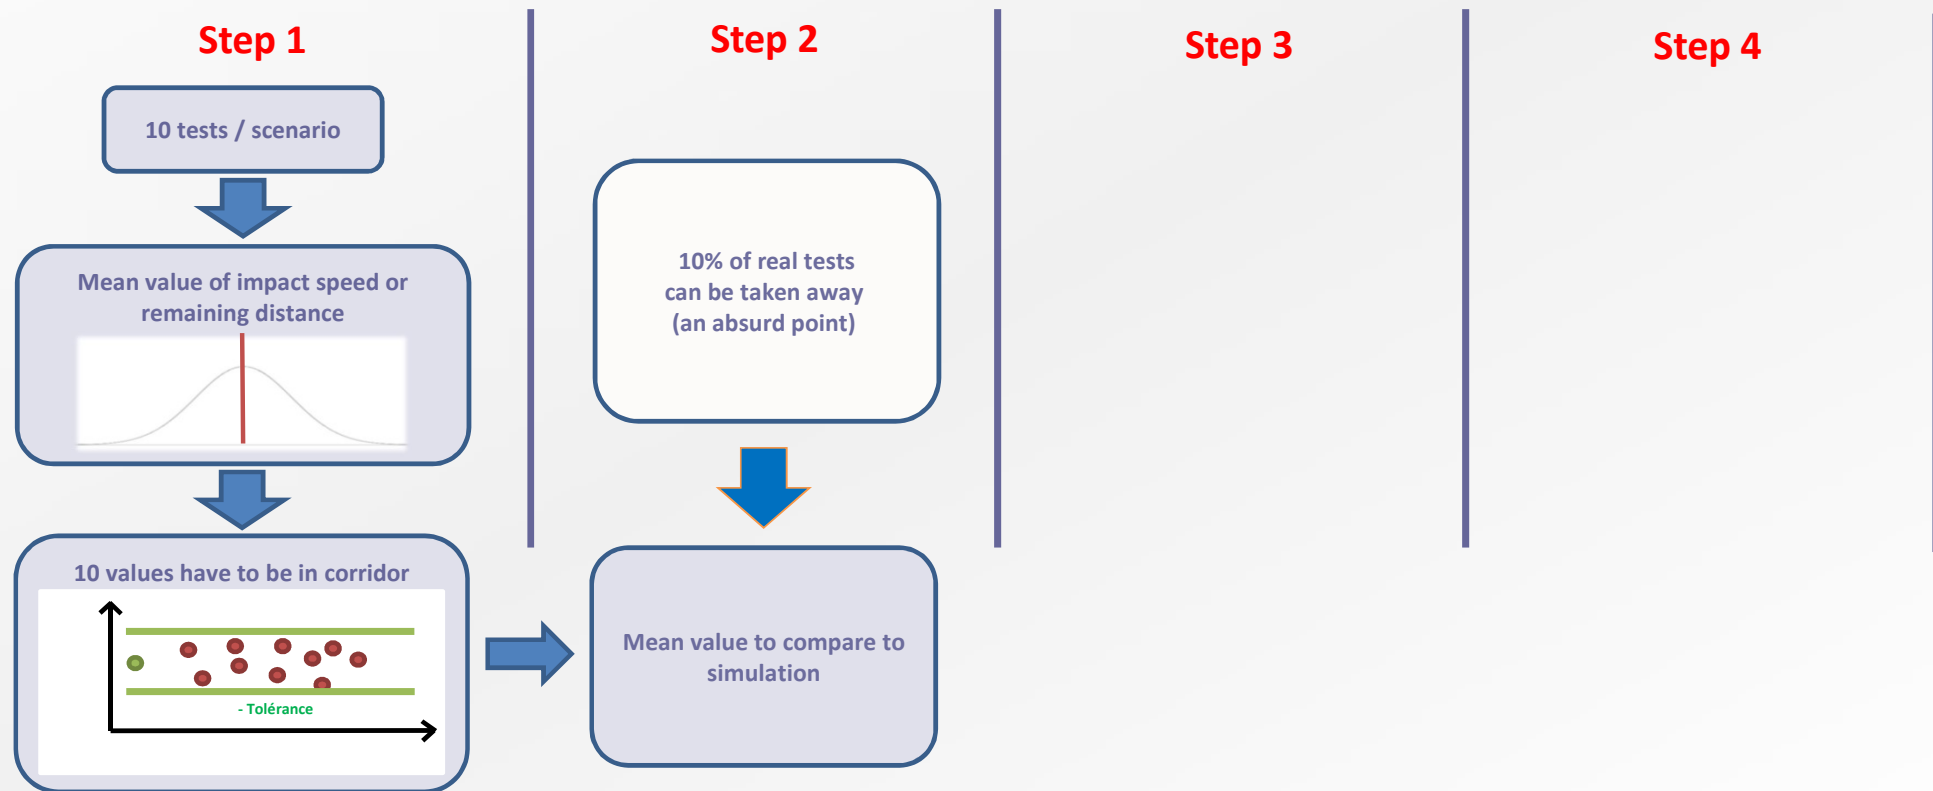 Step 1
10 tests / scenario
Mean value of impact speed or
remaining distance
10 values have to be in corridor
- Tolérance
Step 2
10% of real tests
can be taken away
(an absurd point)
Mean value to compare to
simulation
Step 3
Step 4